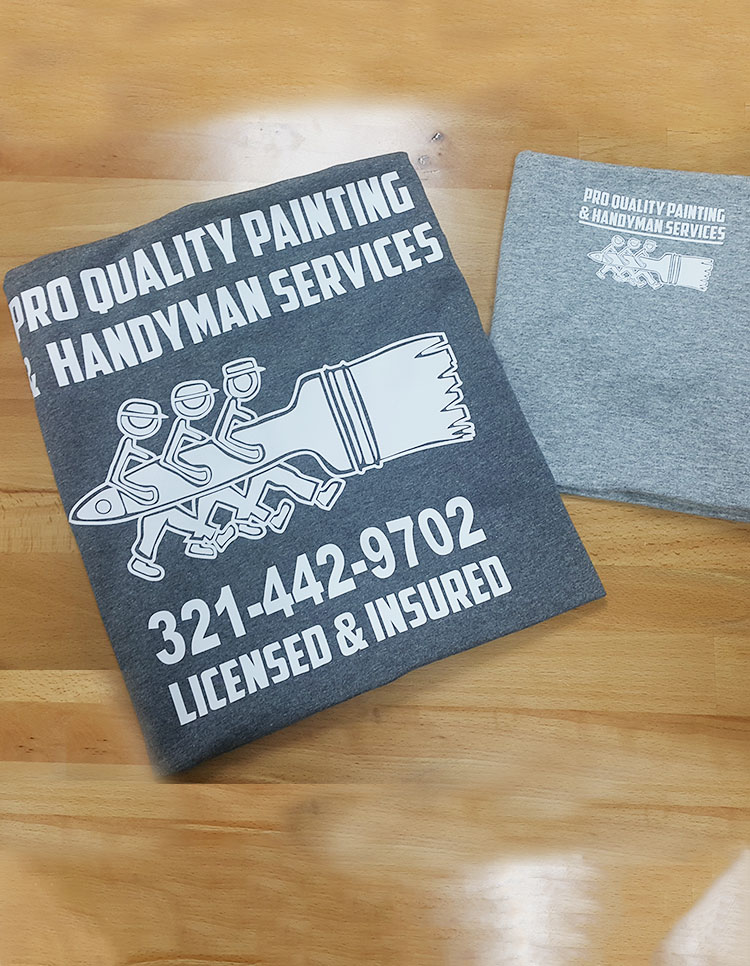 PRO QUALITY PAINTING
& HANDYMAN SERVICES
321-442-9702
LICENSED & INSURED
PRO QUALITY PAINTING
& HANDYMAN SERVICES